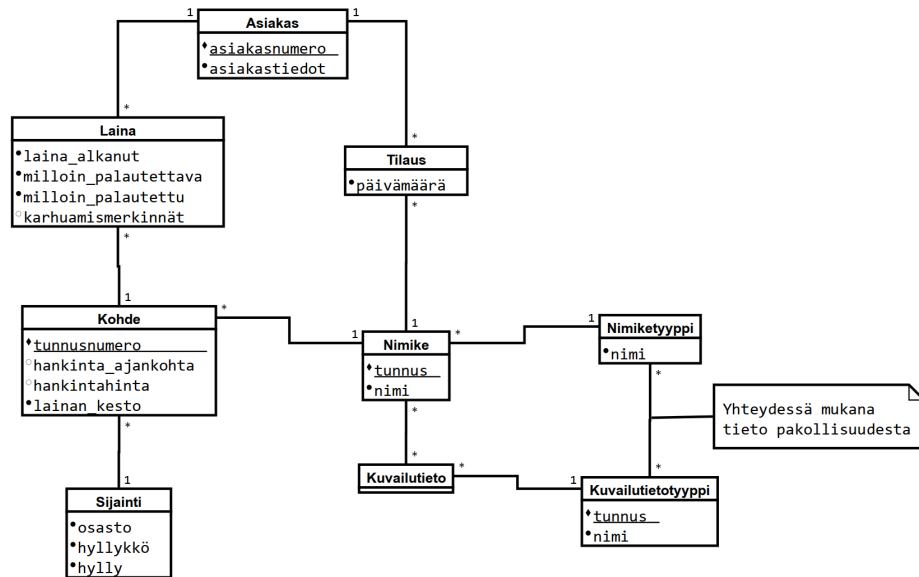 1
Asiakas
1
asiakasnumero
asiakastiedot
*
*
Laina
laina_alkanut
milloin_palautettava
milloin_palautettu
karhuamismerkinnät
*
Tilaus
päivämäärä
*
1
Kohde
*
tunnusnumero
hankinta_ajankohta
hankintahinta
lainan_kesto
*
1
1
Nimike
*
tunnus
nimi
*
1
Nimiketyyppi
nimi
*
Yhteydessä mukana
tieto pakollisuudesta
*
Kuvailutieto
*
1
*
Kuvailutietotyyppi
tunnus
nimi
1
Sijainti
osasto
hyllykkö
hylly